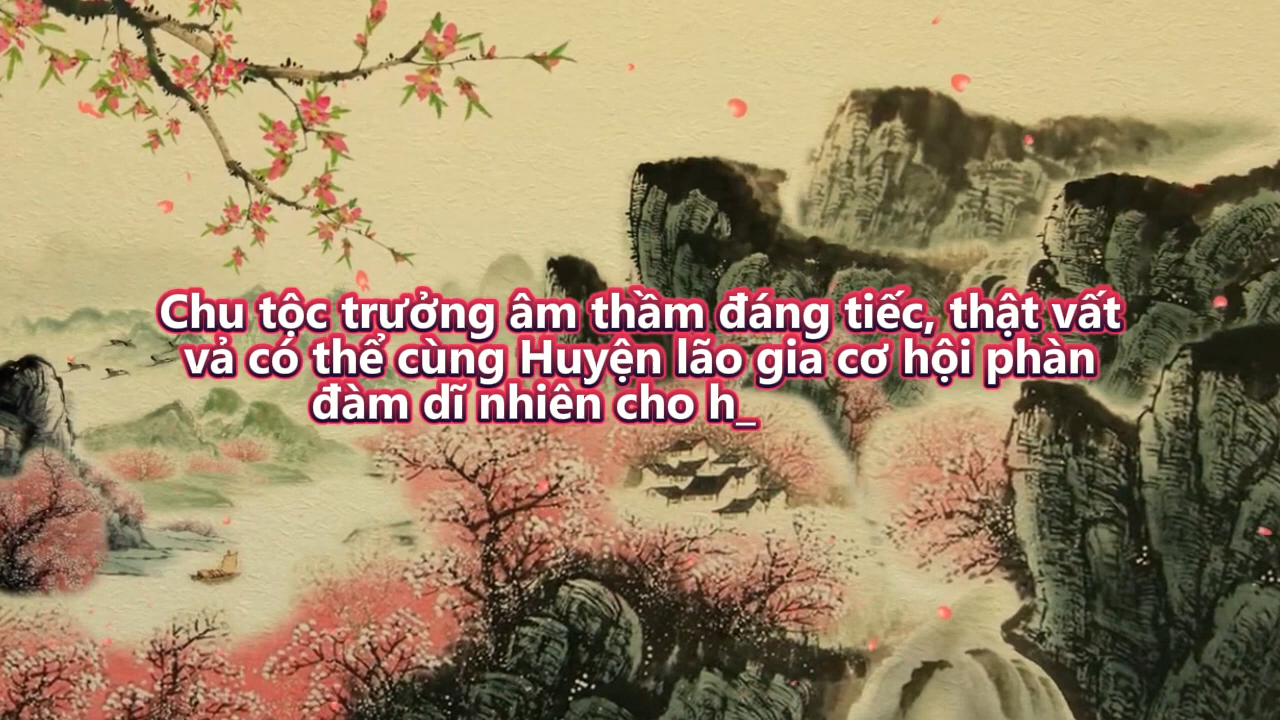 Chu tộc trưởng âm thầm đáng tiếc, thật vất
vả có thể cùng Huyện lão gia cơ hội phàn
đàm dĩ nhiên cho h_